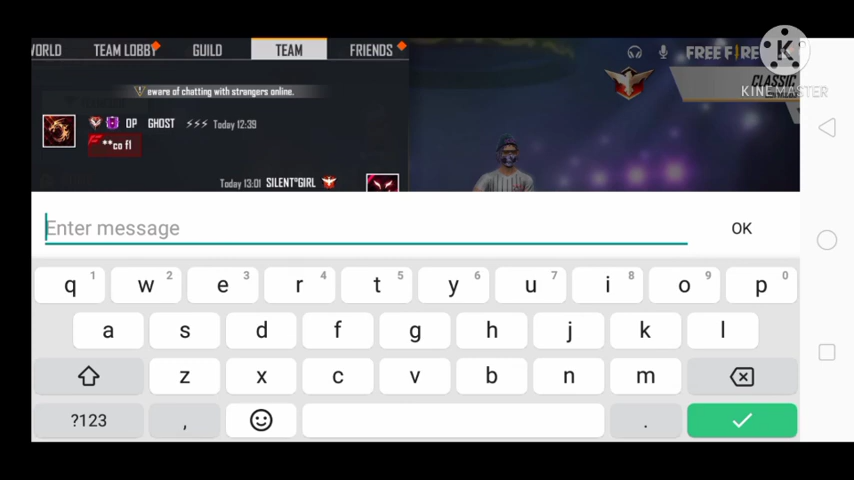 WORLD TEAM LOBBY GUILD TEAM FRIENDS FREE FIRE
CLASSIC
KINEMASTER
K
eware of chatting with strangers online.
OP GHOST ⚡⚡⚡ Today 12:39
**co fl
Today 13:01 SILENT°GIRL
Enter message
OK
q 1 w 2 e 3 r 4 t 5 y 6 u 7 i 8 o 9 p 0
a s d f g h j k l
z x c v b n m
?123 , .